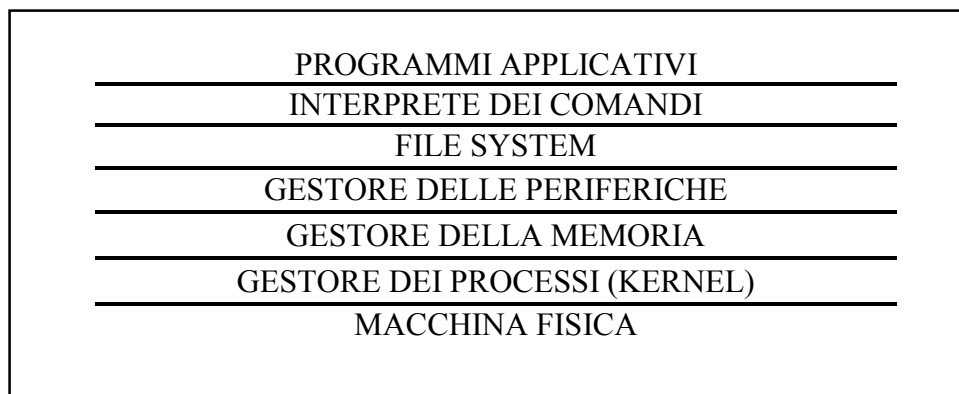 PROGRAMMI APPLICATIVI
INTERPRETE DEI COMANDI
FILE SYSTEM
GESTORE DELLE PERIFERICHE
GESTORE DELLA MEMORIA
GESTORE DEI PROCESSI (KERNEL)
MACCHINA FISICA